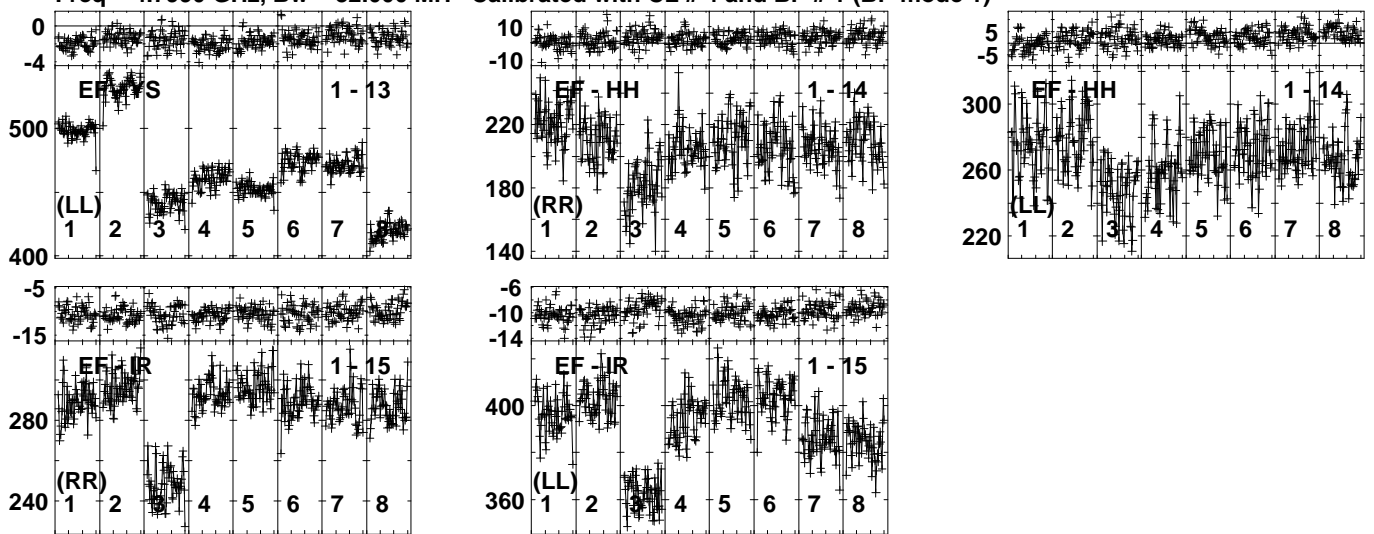 0
-4
EF
S
1 - 13
500
(LL)
1 2 3 4 5 6 7
400
10
-10
EF - HH
1 - 14
220
180
(RR)
1 2 3 4 5 6 7 8
140
5
-5
EF - HH
1 - 14
300
260
(LL)
1 2 3 4 5 6 7 8
220
-5
-15
EF - IR
1 - 15
280
(RR)
240
1 2 3 4 5 6 7 8
-6
-10
-14
EF - IR
1 - 15
400
(LL)
360
1 2 3 4 5 6 7 8